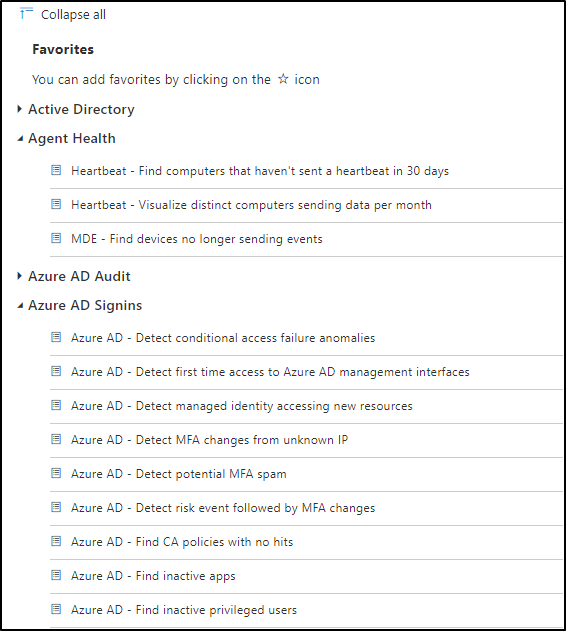 Collapse all
Favorites
You can add favorites by clicking on the ☆ icon
Active Directory
Agent Health
Heartbeat - Find computers that haven't sent a heartbeat in 30 days
Heartbeat - Visualize distinct computers sending data per month
MDE - Find devices no longer sending events
Azure AD Audit
Azure AD Signins
Azure AD - Detect conditional access failure anomalies
Azure AD - Detect first time access to Azure AD management interfaces
Azure AD - Detect managed identity accessing new resources
Azure AD - Detect MFA changes from unknown IP
Azure AD - Detect potential MFA spam
Azure AD - Detect risk event followed by MFA changes
Azure AD - Find CA policies with no hits
Azure AD - Find inactive apps
Azure AD - Find inactive privileged users